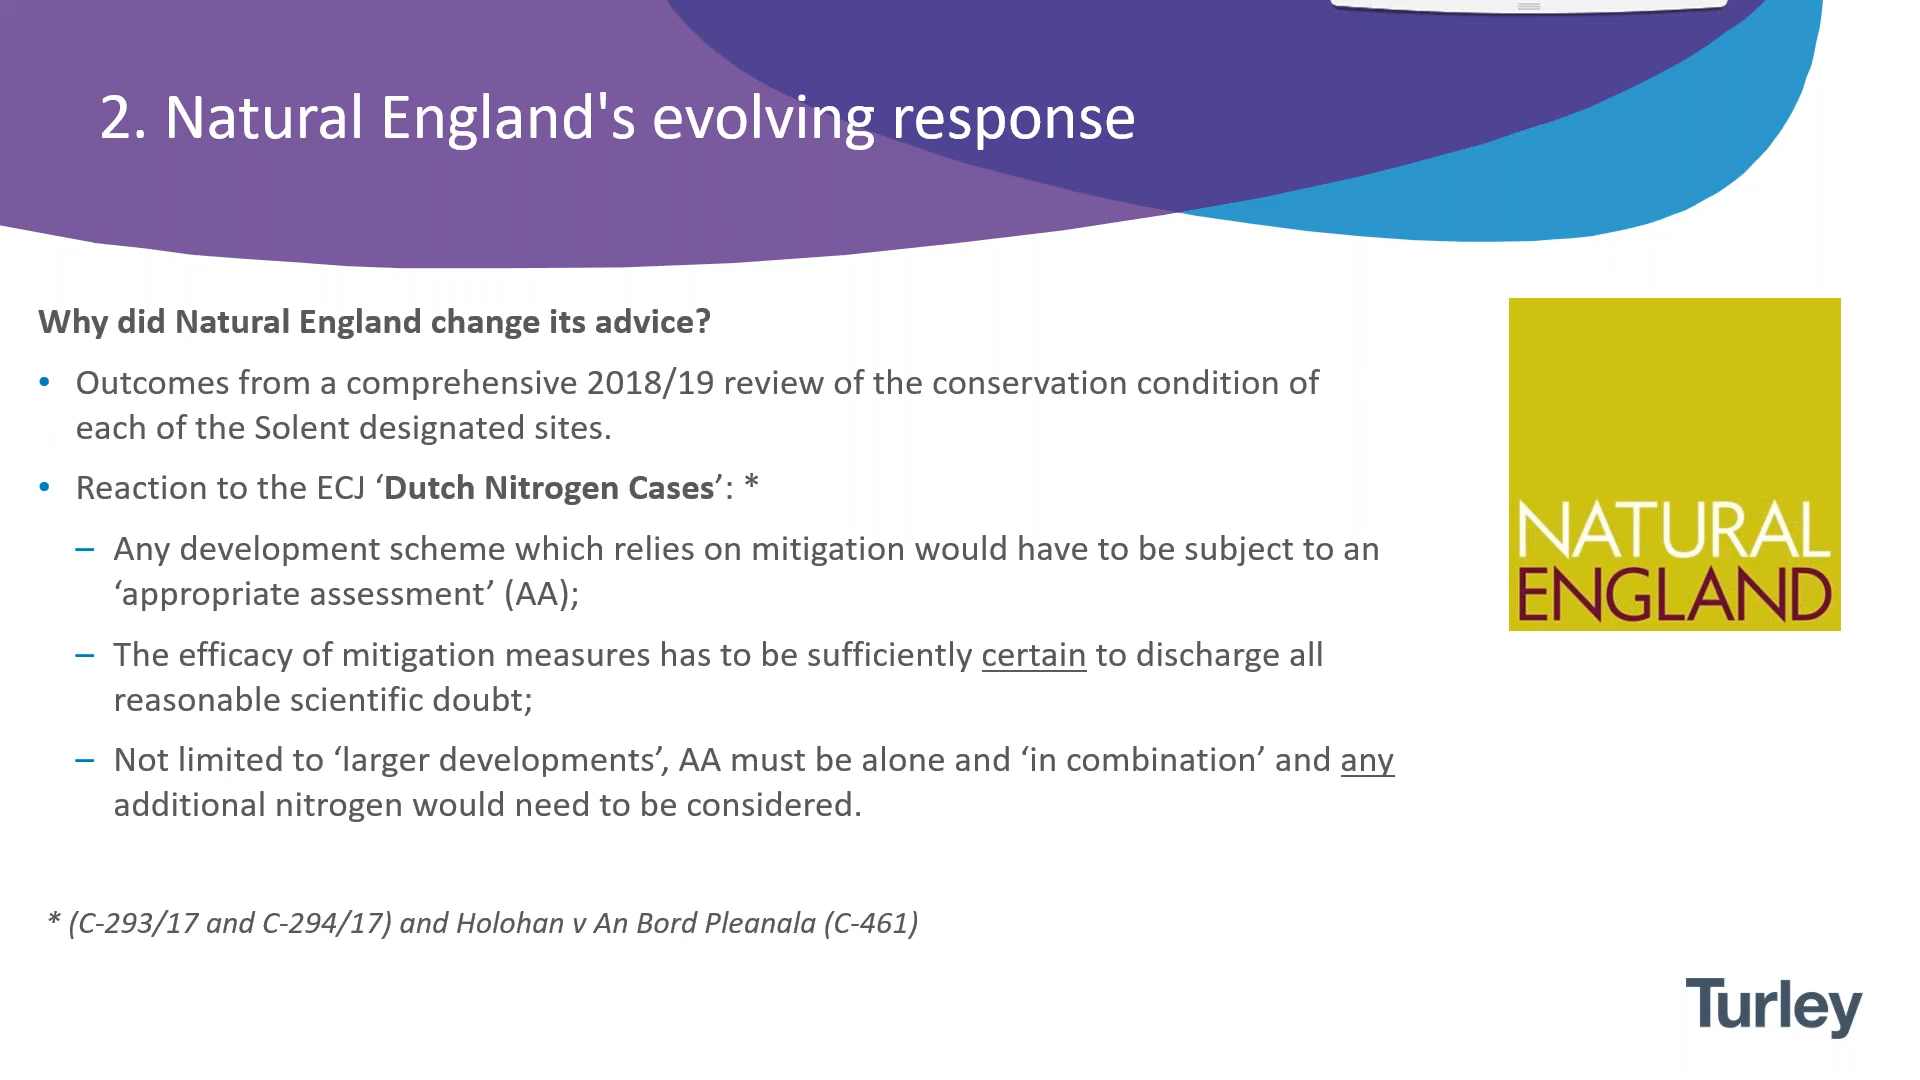 2. Natural England's evolving response
Why did Natural England change its advice?
• Outcomes from a comprehensive 2018/19 review of the conservation condition of
each of the Solent designated sites.
• Reaction to the ECJ ‘Dutch Nitrogen Cases’: *
– Any development scheme which relies on mitigation would have to be subject to an
‘appropriate assessment’ (AA);
– The efficacy of mitigation measures has to be sufficiently certain to discharge all
reasonable scientific doubt;
– Not limited to ‘larger developments’, AA must be alone and ‘in combination’ and any
additional nitrogen would need to be considered.
* (C-293/17 and C-294/17) and Holohan v An Bord Pleanala (C-461)
NATURAL
ENGLAND
Turley